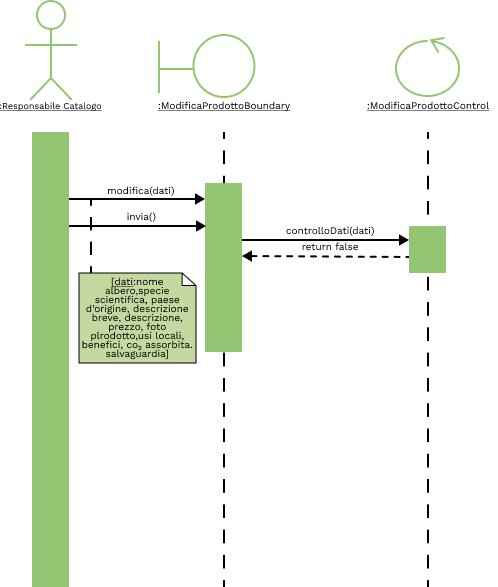 :Responsabile Catalogo
:ModificaProdottoBoundary
:ModificaProdottoControl
modifica(dati)
invia()
controlloDati(dati)
return false
[dati:nome
albero,specie
scientifica, paese
d'origine, descrizione
breve, descrizione,
prezzo, foto
plrodotto,usi locali,
benefici, co₂ assorbita.
salvaguardia]